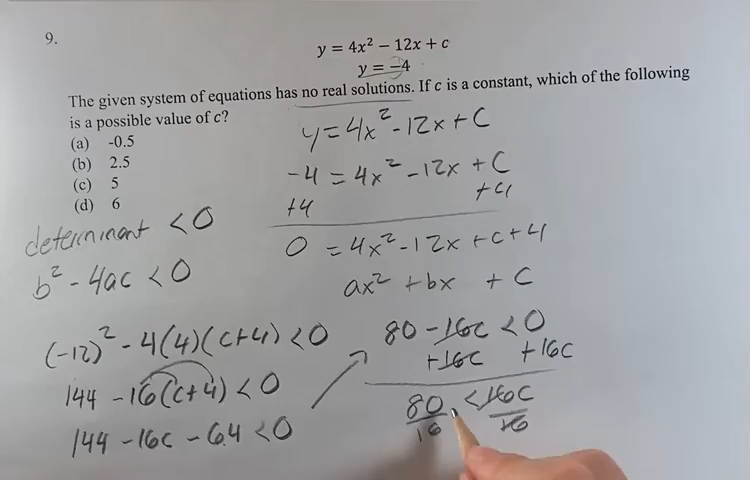 9.
y = 4x² − 12x + c
y = −4
The given system of equations has no real solutions. If c is a constant, which of the following
is a possible value of c?
(a) -0.5
(b) 2.5
(c) 5
(d) 6
y = 4x² - 12x + C
-4 = 4x² - 12x + C
+4 +4
0 = 4x² - 12x + c + 4
ax² + bx + C
determinant < 0
b² - 4ac < 0
(-12)² - 4(4)(c+4) < 0
144 - 16(c+4) < 0
144 - 16c - 64 < 0
80 - 16c < 0
+16c +16c
80 < 16c
16 16